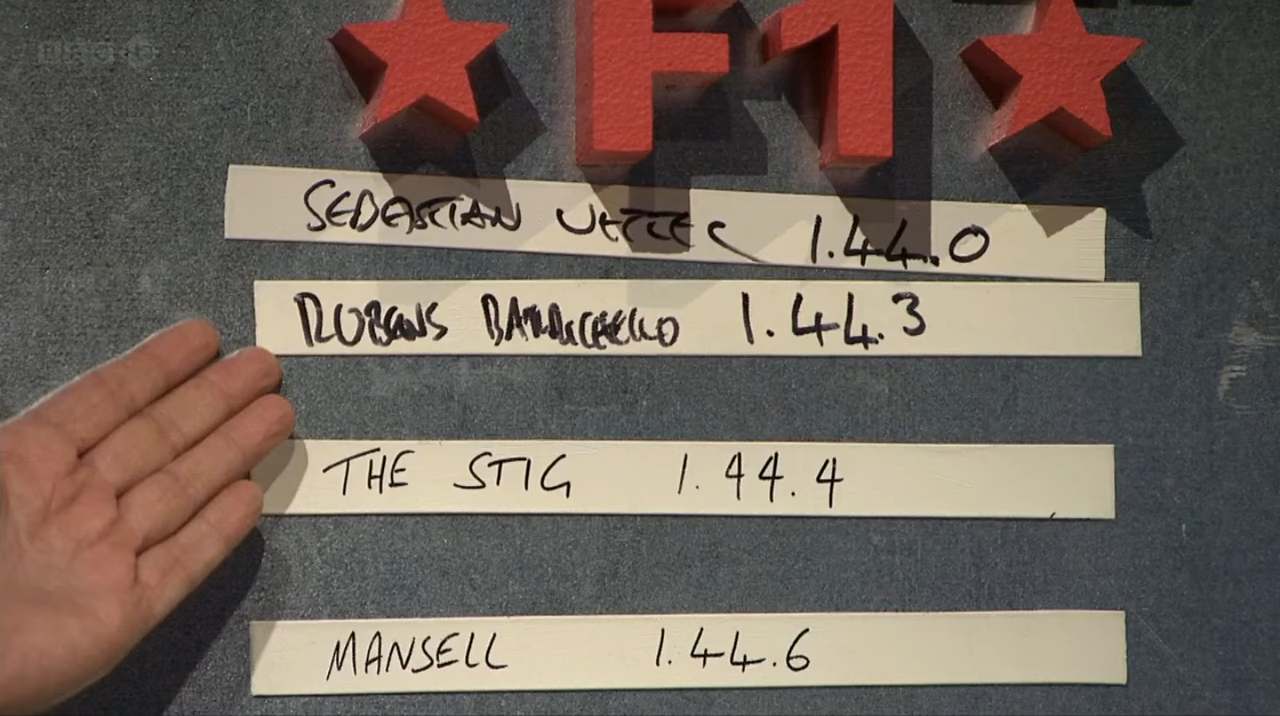 F1
SEBASTIAN VETTEL 1.44.0
RUBENS BARRICHELLO 1.44.3
THE STIG 1.44.4
MANSELL 1.44.6